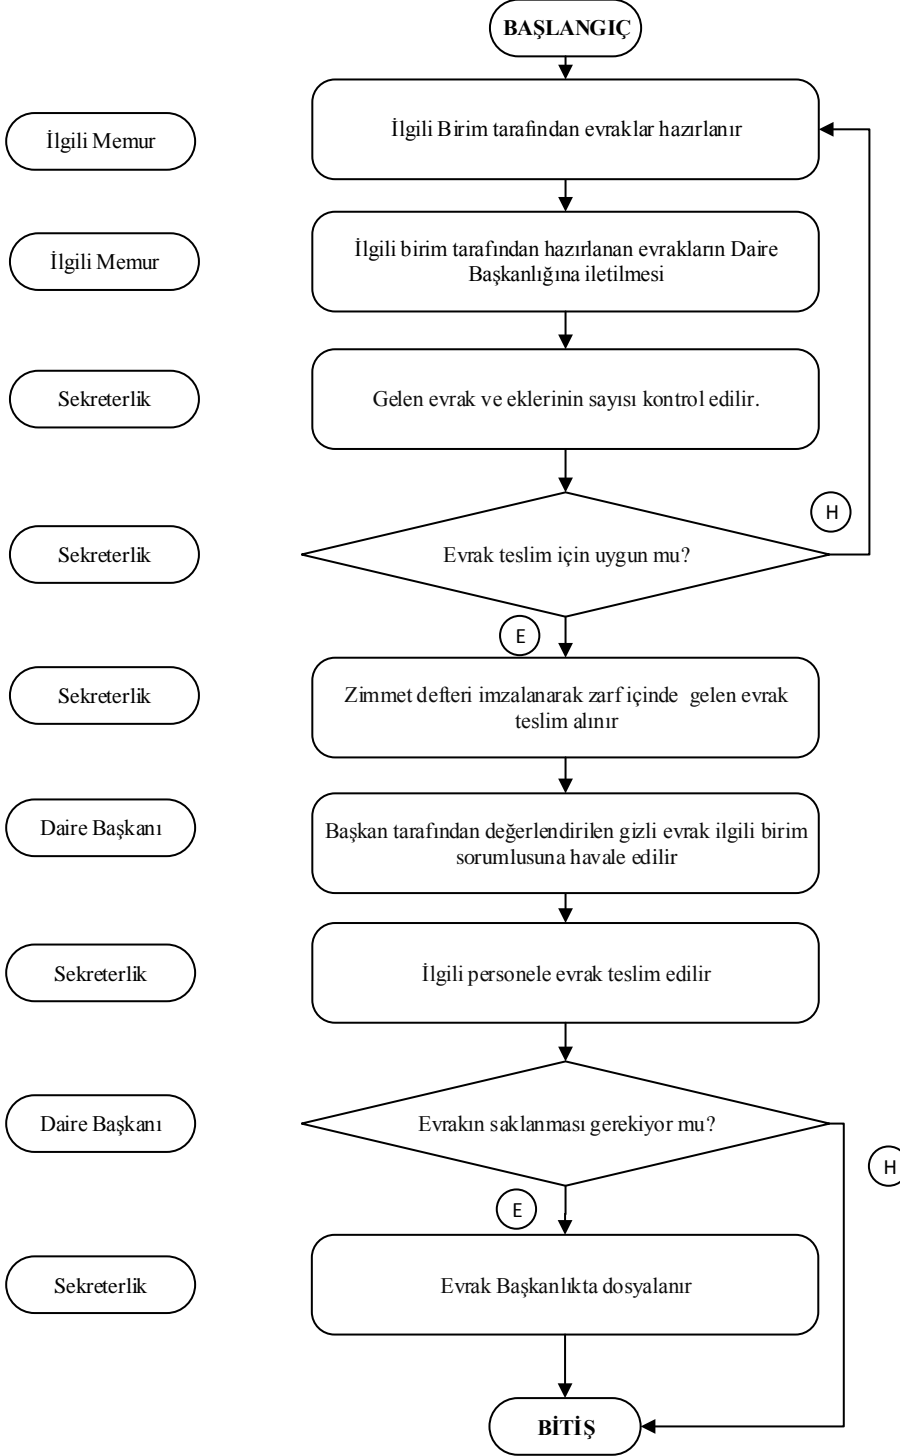 BAŞLANGIÇ
İlgili Memur
İlgili Birim tarafından evraklar hazırlanır
İlgili Memur
İlgili birim tarafından hazırlanan evrakların Daire
Başkanlığına iletilmesi
Sekreterlik
Gelen evrak ve eklerinin sayısı kontrol edilir.
H
Sekreterlik
Evrak teslim için uygun mu?
E
Sekreterlik
Zimmet defteri imzalanarak zarf içinde gelen evrak
teslim alınır
Daire Başkanı
Başkan tarafından değerlendirilen gizli evrak ilgili birim
sorumlusuna havale edilir
Sekreterlik
İlgili personele evrak teslim edilir
Daire Başkanı
Evrakın saklanması gerekiyor mu?
H
E
Sekreterlik
Evrak Başkanlıkta dosyalanır
BİTİŞ